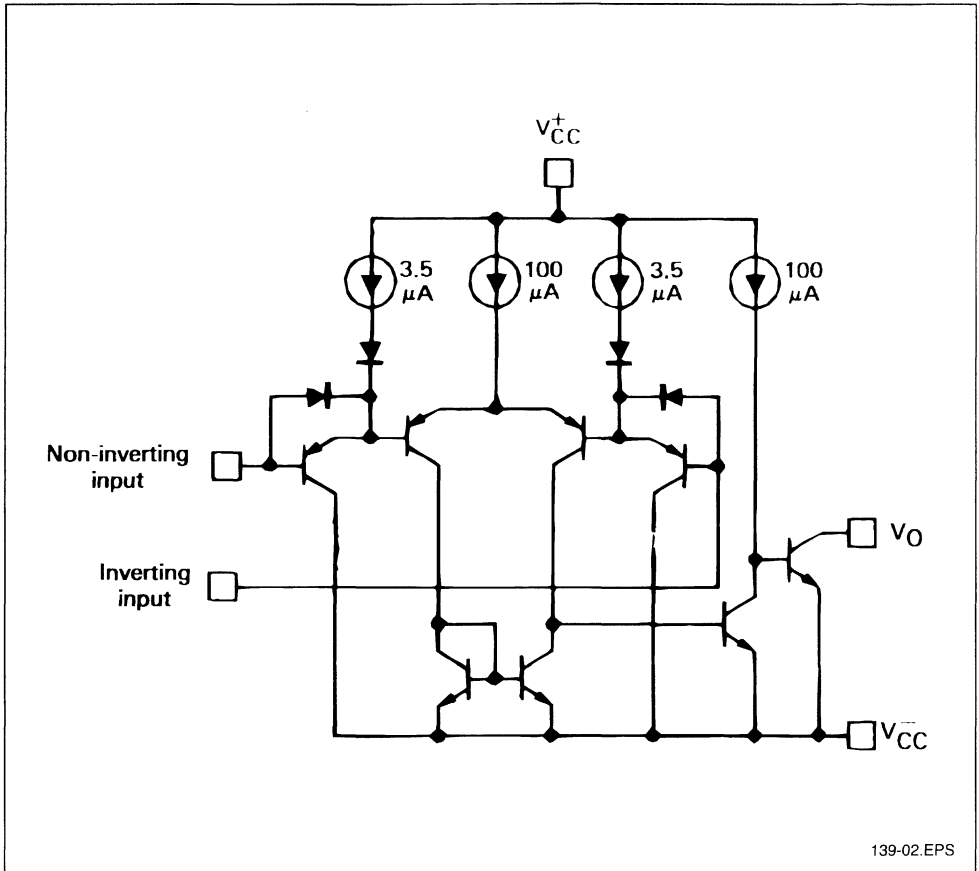 V+CC
3.5
μA
100
μA
3.5
μA
100
μA
Non-inverting
input
VO
Inverting
input
V−CC
139-02.EPS